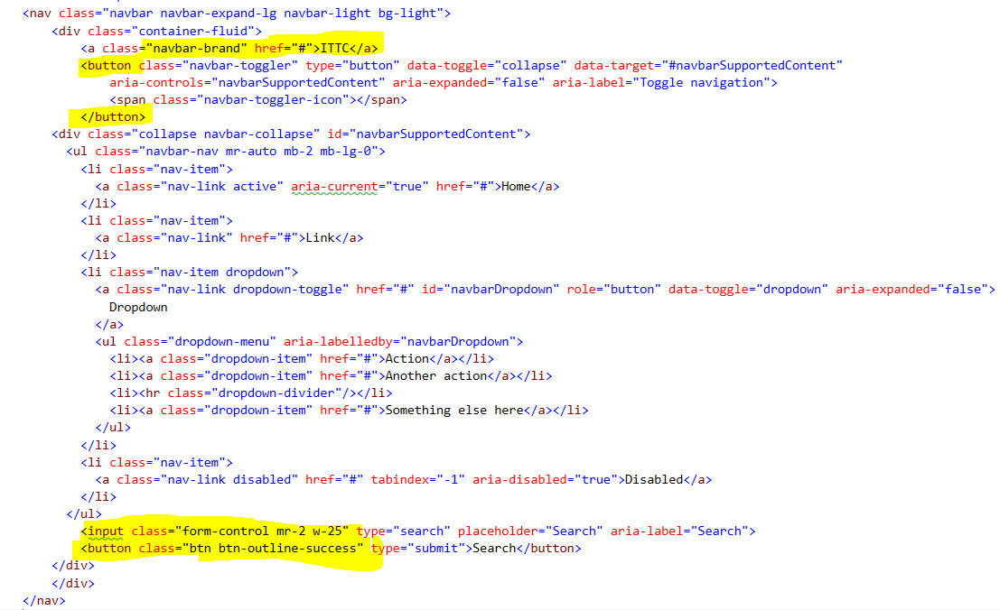 <nav class="navbar navbar-expand-lg navbar-light bg-light">
<div class="container-fluid">
<a class="navbar-brand" href="#">ITTC</a>
<button class="navbar-toggler" type="button" data-toggle="collapse" data-target="#navbarSupportedContent"
aria-controls="navbarSupportedContent" aria-expanded="false" aria-label="Toggle navigation">
<span class="navbar-toggler-icon"></span>
</button>
<div class="collapse navbar-collapse" id="navbarSupportedContent">
<ul class="navbar-nav mr-auto mb-2 mb-lg-0">
<li class="nav-item">
<a class="nav-link active" aria-current="true" href="#">Home</a>
</li>
<li class="nav-item">
<a class="nav-link" href="#">Link</a>
</li>
<li class="nav-item dropdown">
<a class="nav-link dropdown-toggle" href="#" id="navbarDropdown" role="button" data-toggle="dropdown" aria-expanded="false">
Dropdown
</a>
<ul class="dropdown-menu" aria-labelledby="navbarDropdown">
<li><a class="dropdown-item" href="#">Action</a></li>
<li><a class="dropdown-item" href="#">Another action</a></li>
<li><hr class="dropdown-divider"/></li>
<li><a class="dropdown-item" href="#">Something else here</a></li>
</ul>
</li>
<li class="nav-item">
<a class="nav-link disabled" href="#" tabindex="-1" aria-disabled="true">Disabled</a>
</li>
</ul>
<input class="form-control mr-2 w-25" type="search" placeholder="Search" aria-label="Search">
<button class="btn btn-outline-success" type="submit">Search</button>
</div>
</div>
</nav>